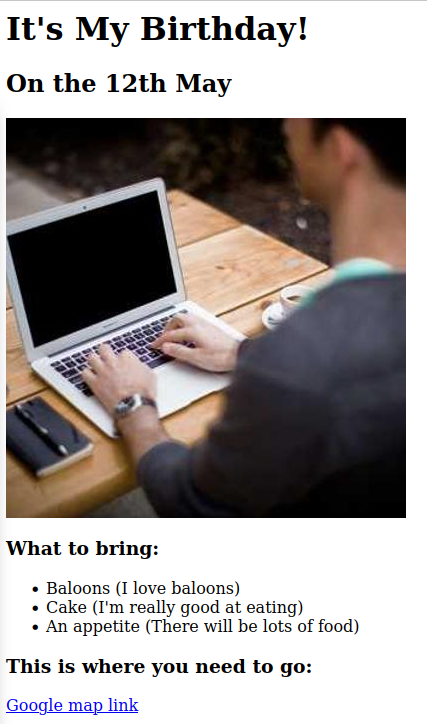 It's My Birthday!
On the 12th May
What to bring:
Baloons (I love baloons)
Cake (I'm really good at eating)
An appetite (There will be lots of food)
This is where you need to go:
Google map link